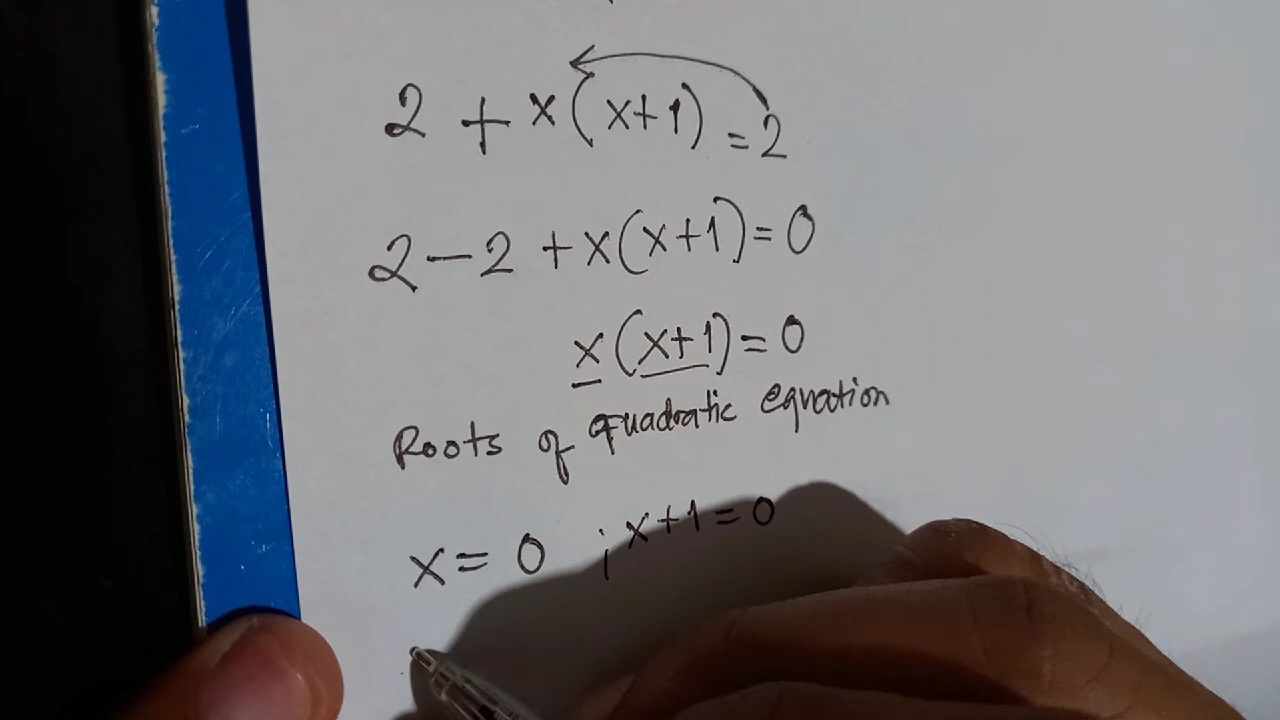 2 + x(x+1) = 2
2 - 2 + x(x+1) = 0
x(x+1) = 0
Roots of quadratic equation
x = 0 ; x+1 = 0